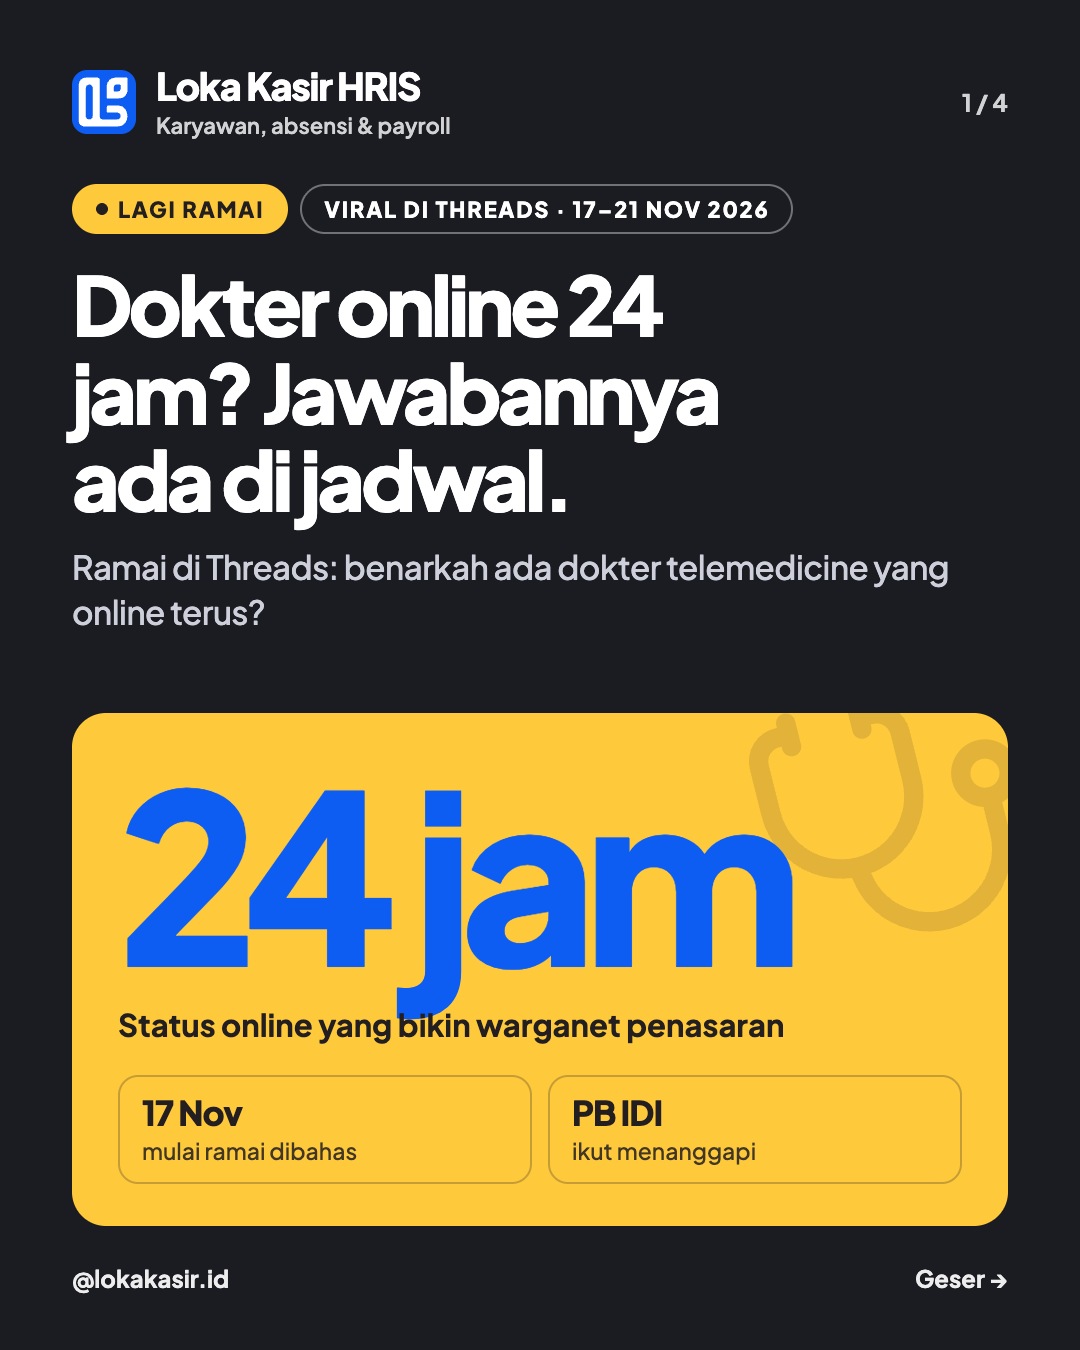 Loka Kasir HRIS
Karyawan, absensi & payroll
1 / 4
• LAGI RAMAI
VIRAL DI THREADS · 17–21 NOV 2026
Dokter online 24
jam? Jawabannya
ada di jadwal.
Ramai di Threads: benarkah ada dokter telemedicine yang
online terus?
24 jam
Status online yang bikin warganet penasaran
17 Nov
mulai ramai dibahas
PB IDI
ikut menanggapi
@lokakasir.id
Geser →